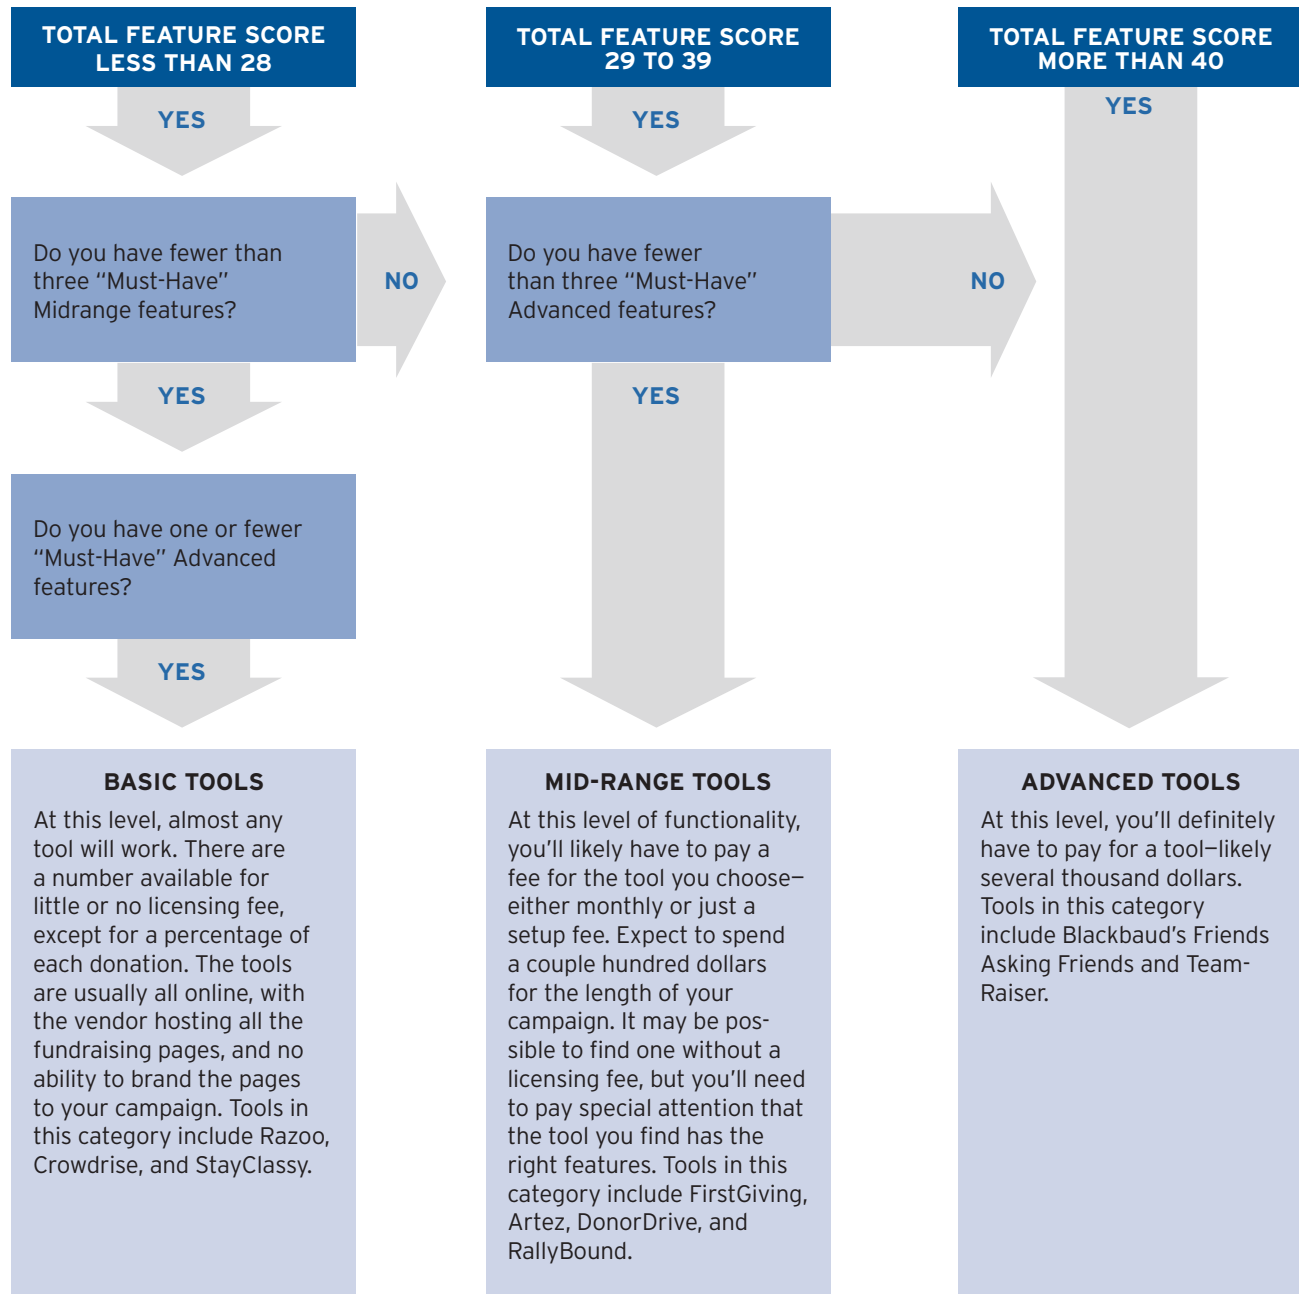 TOTAL FEATURE SCORE
LESS THAN 28
YES
Do you have fewer than
three “Must-Have”
Midrange features?
NO
YES
Do you have one or fewer
“Must-Have” Advanced
features?
YES
BASIC TOOLS
At this level, almost any
tool will work. There are
a number available for
little or no licensing fee,
except for a percentage of
each donation. The tools
are usually all online, with
the vendor hosting all the
fundraising pages, and no
ability to brand the pages
to your campaign. Tools in
this category include Razoo,
Crowdrise, and StayClassy.
TOTAL FEATURE SCORE
29 TO 39
YES
Do you have fewer
than three “Must-Have”
Advanced features?
NO
YES
MID-RANGE TOOLS
At this level of functionality,
you’ll likely have to pay a
fee for the tool you choose—
either monthly or just a
setup fee. Expect to spend
a couple hundred dollars
for the length of your
campaign. It may be pos-
sible to find one without a
licensing fee, but you’ll need
to pay special attention that
the tool you find has the
right features. Tools in this
category include FirstGiving,
Artez, DonorDrive, and
RallyBound.
TOTAL FEATURE SCORE
MORE THAN 40
YES
ADVANCED TOOLS
At this level, you’ll definitely
have to pay for a tool—likely
several thousand dollars.
Tools in this category
include Blackbaud’s Friends
Asking Friends and Team-
Raiser.